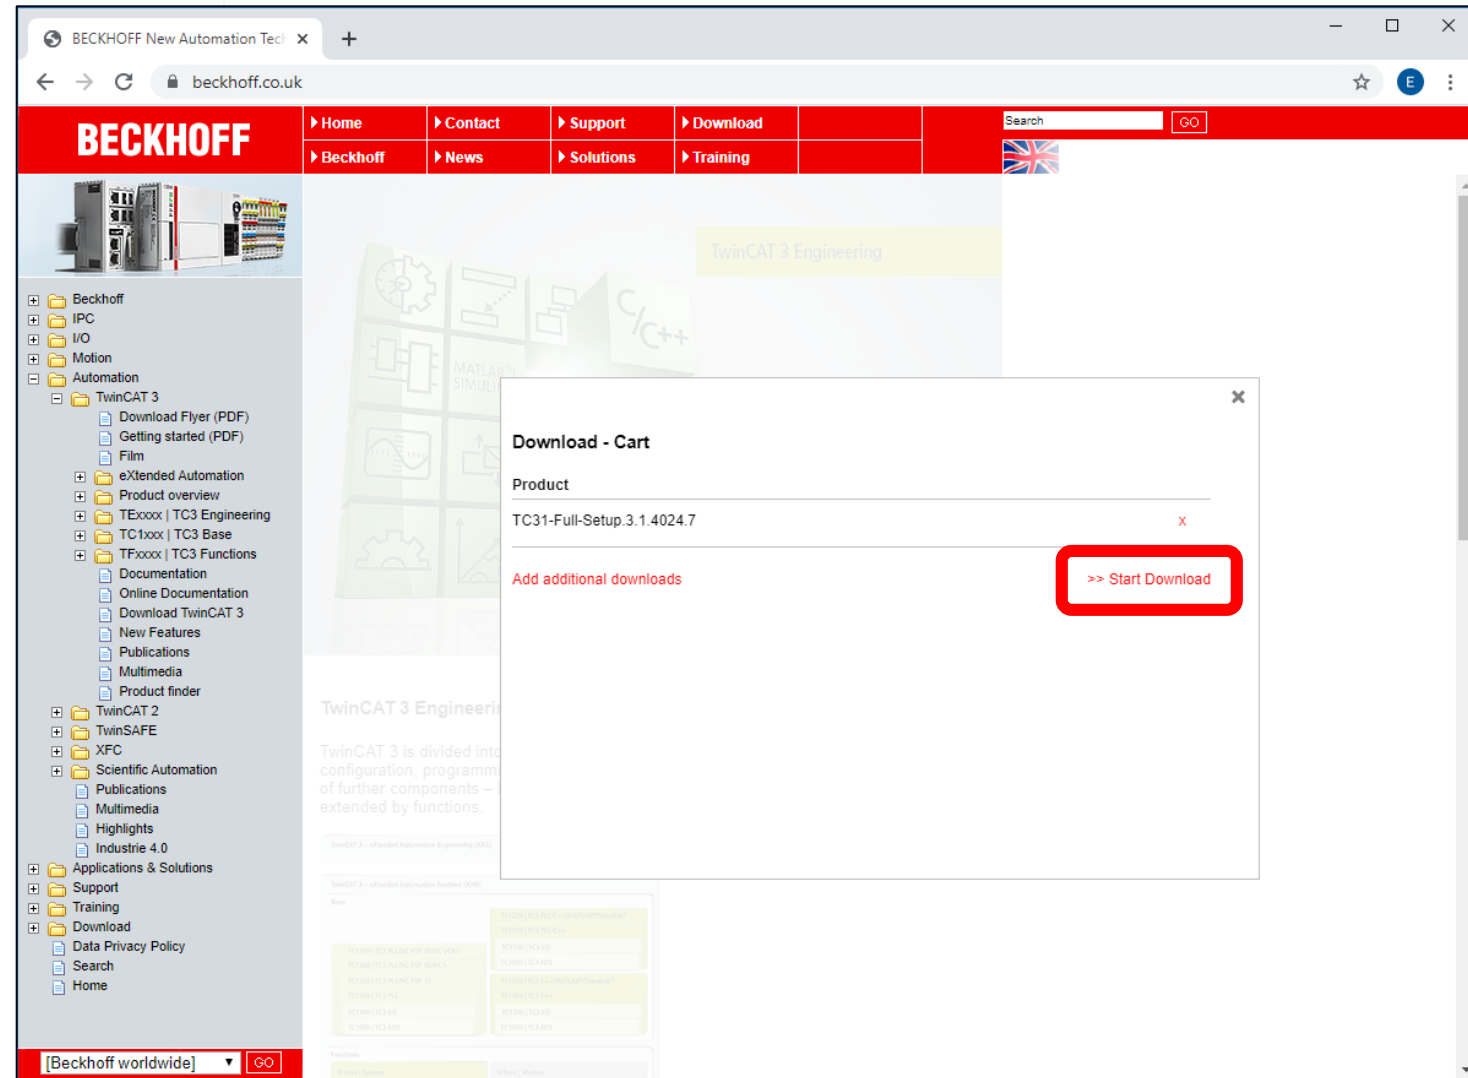 BECKHOFF New Automation Tech
beckhoff.co.uk
E
BECKHOFF
Home
Contact
Support
Download
Search
GO
Beckhoff
News
Solutions
Training
TwinCAT 3 Engineering
C/C++
MATLAB®/
Beckhoff
IPC
I/O
Motion
Automation
TwinCAT 3
Download Flyer (PDF)
Getting started (PDF)
Film
eXtended Automation
Product overview
TExxxx | TC3 Engineering
TC1xxx | TC3 Base
TFxxxx | TC3 Functions
Documentation
Online Documentation
Download TwinCAT 3
New Features
Publications
Multimedia
Product finder
TwinCAT 2
TwinSAFE
XFC
Scientific Automation
Publications
Multimedia
Highlights
Industrie 4.0
Applications & Solutions
Support
Training
Download
Data Privacy Policy
Search
Home
[Beckhoff worldwide]
GO
Download - Cart
Product
TC31-Full-Setup.3.1.4024.7
x
Add additional downloads
>> Start Download
TwinCAT 3 Engineeri
TwinCAT 3 is divided into
configuration, programmi
of further components –
extended by functions.